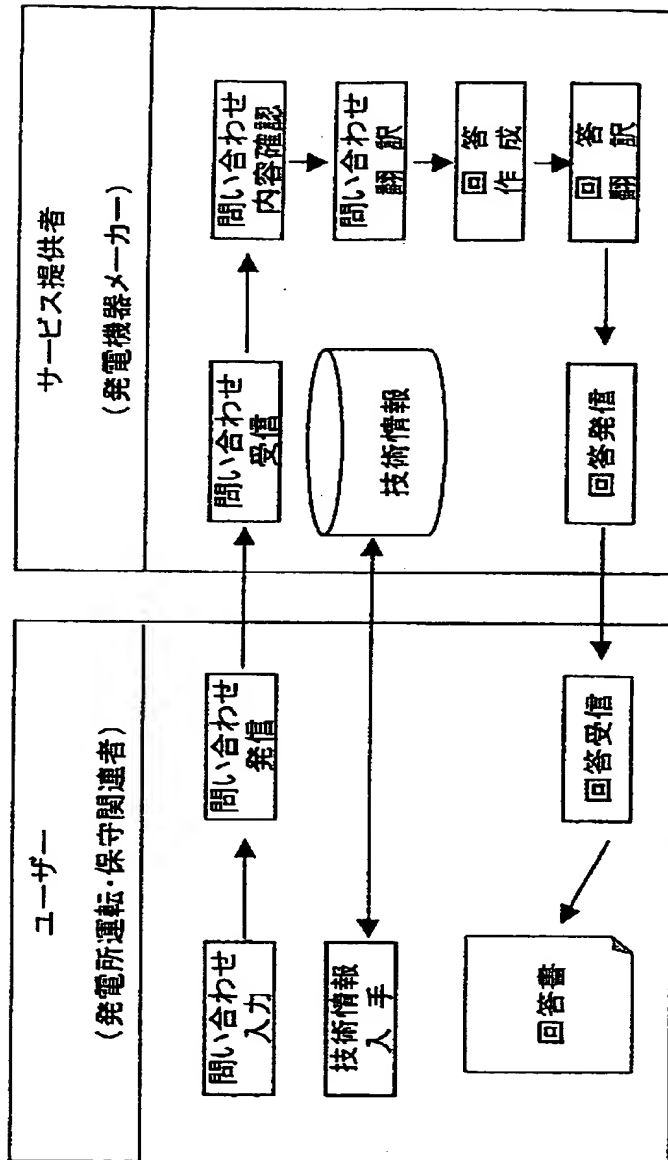 ユーザー
(発電所運転・保守関連者)
問い合わせ
入力
問い合わせ
発信
技術情報
入 手
回答書
回答受信
サービス提供者
(発電機器メーカー)
問い合わせ
受信
問い合わせ
内容確認
問い合わせ
翻 訳
回 答
作 成
回 答
翻 訳
技術情報
回答発信